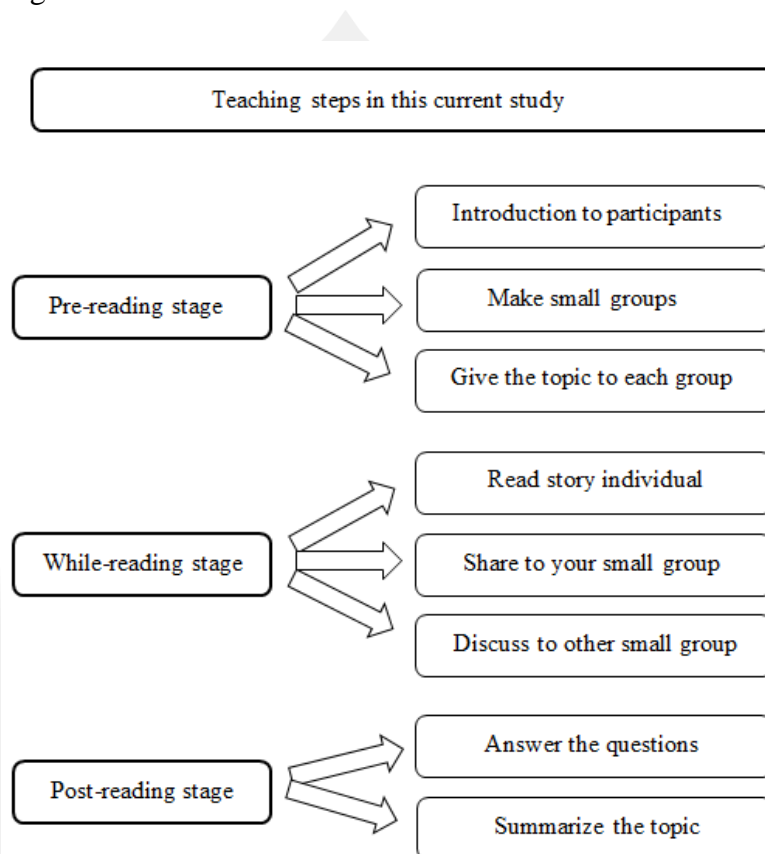 Teaching steps in this current study
Introduction to participants
Pre-reading stage
Make small groups
Give the topic to each group
Read story individual
While-reading stage
Share to your small group
Discuss to other small group
Answer the questions
Post-reading stage
Summarize the topic